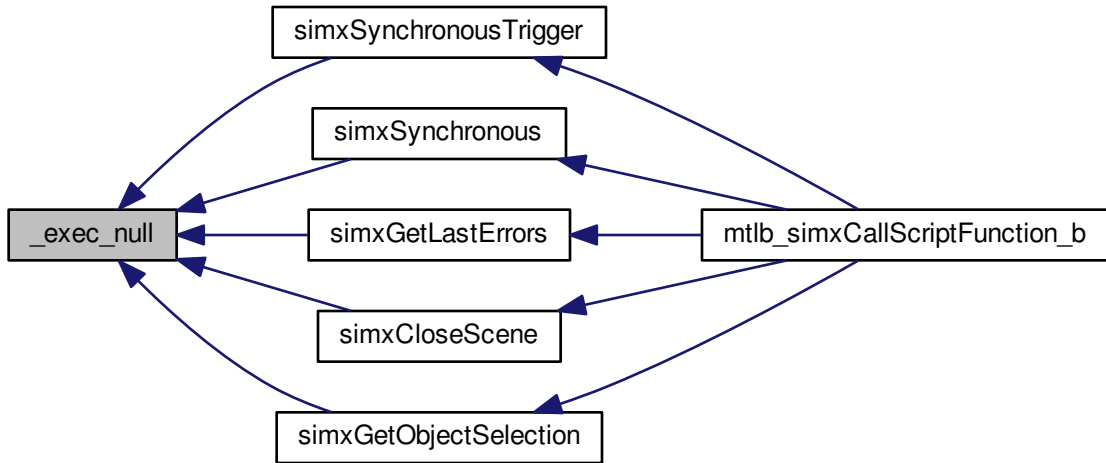 simxSynchronousTrigger
simxSynchronous
_exec_null
simxGetLastErrors
mtlb_simxCallScriptFunction_b
simxCloseScene
simxGetObjectSelection